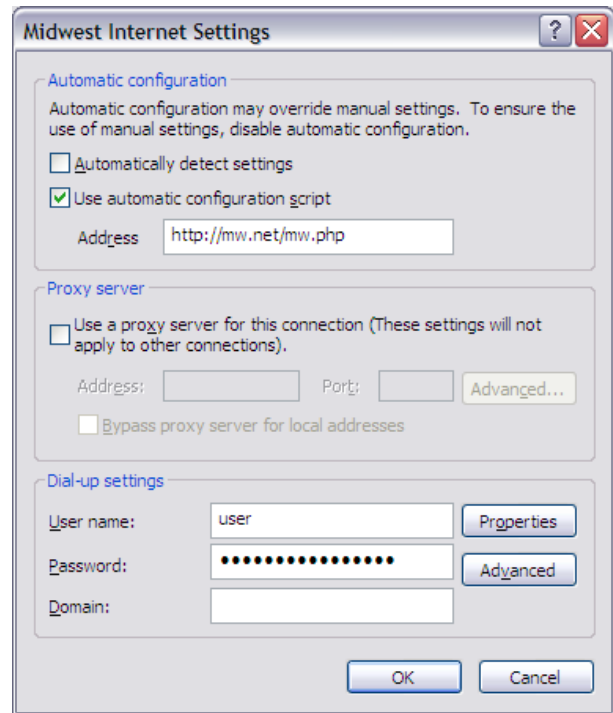 Midwest Internet Settings
Automatic configuration
Automatic configuration may override manual settings. To ensure the
use of manual settings, disable automatic configuration.
Automatically detect settings
Use automatic configuration script
Address http://mw.net/mw.php
Proxy server
Use a proxy server for this connection (These settings will not
apply to other connections).
Address: Port: Advanced...
Bypass proxy server for local addresses
Dial-up settings
User name: user Properties
Password: •••••••••••••••• Advanced
Domain:
OK Cancel